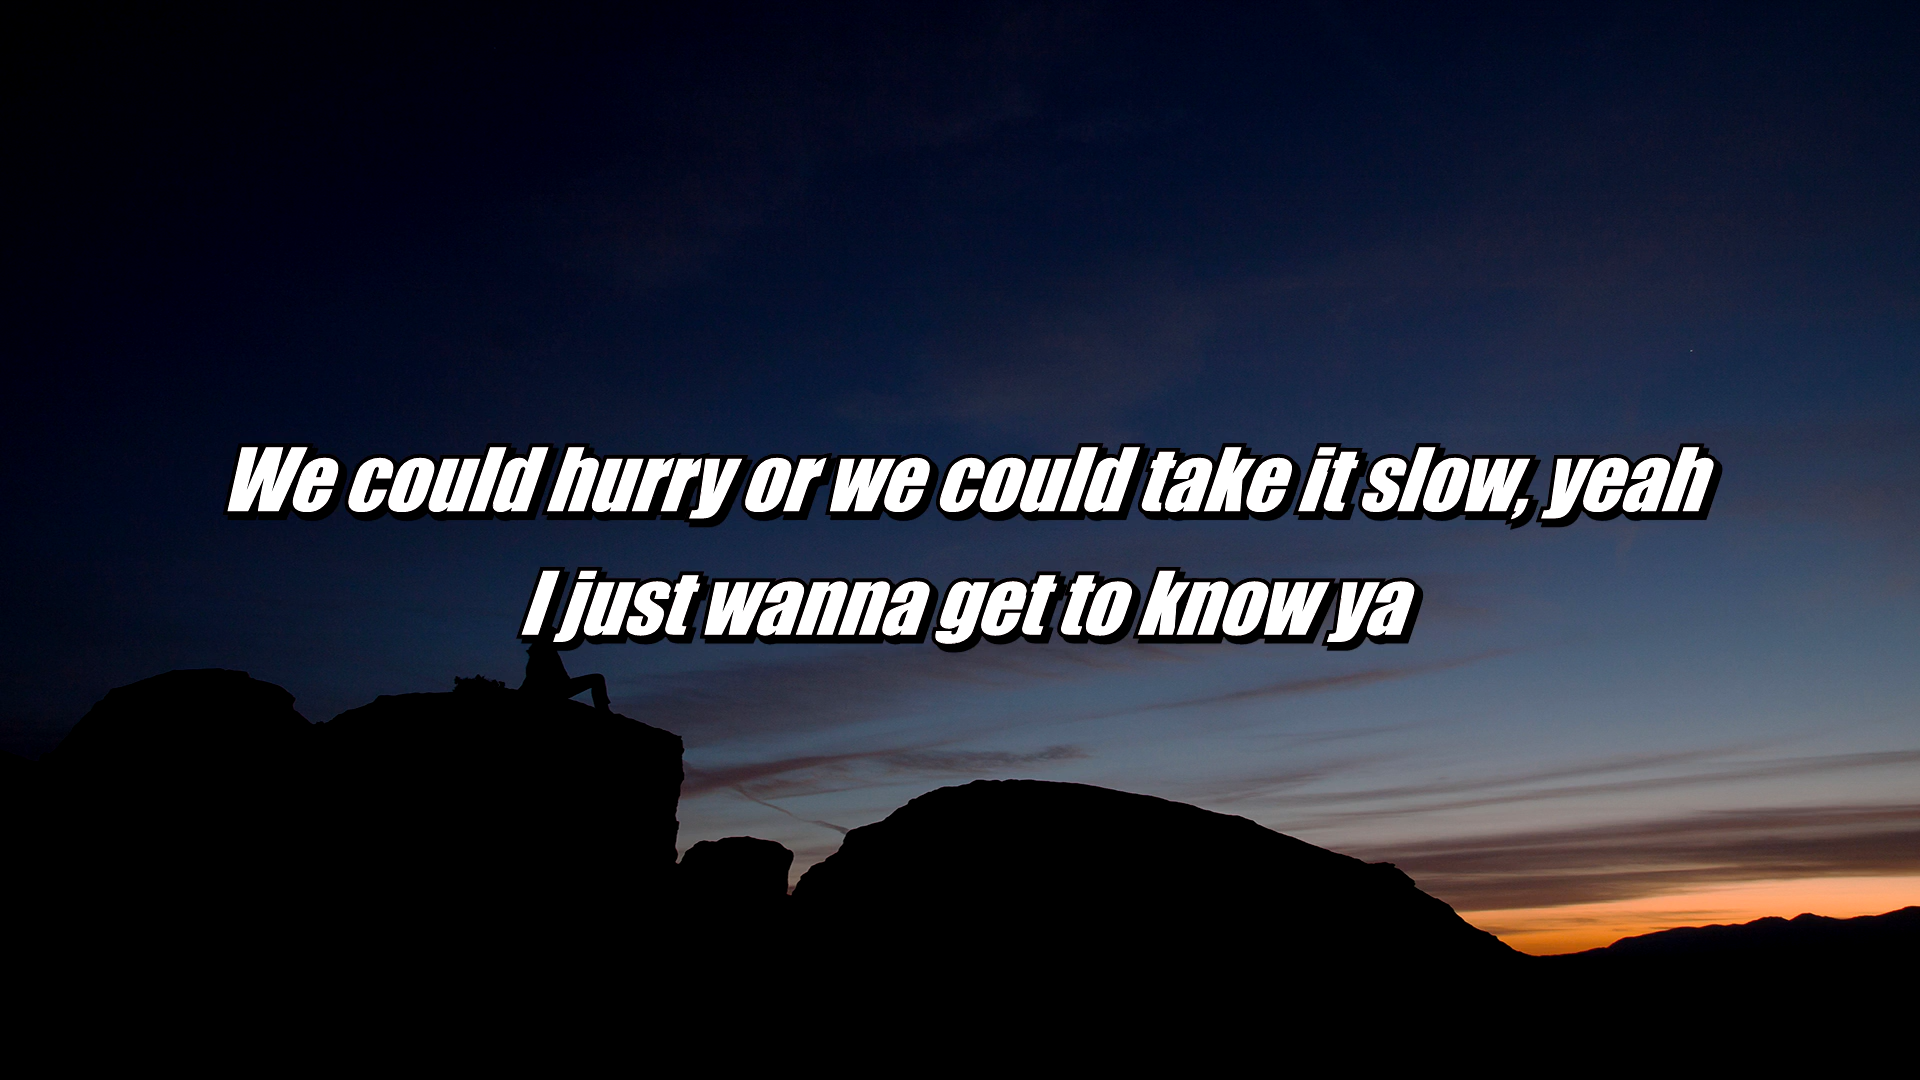 We could hurry or we could take it slow, yeah
I just wanna get to know ya